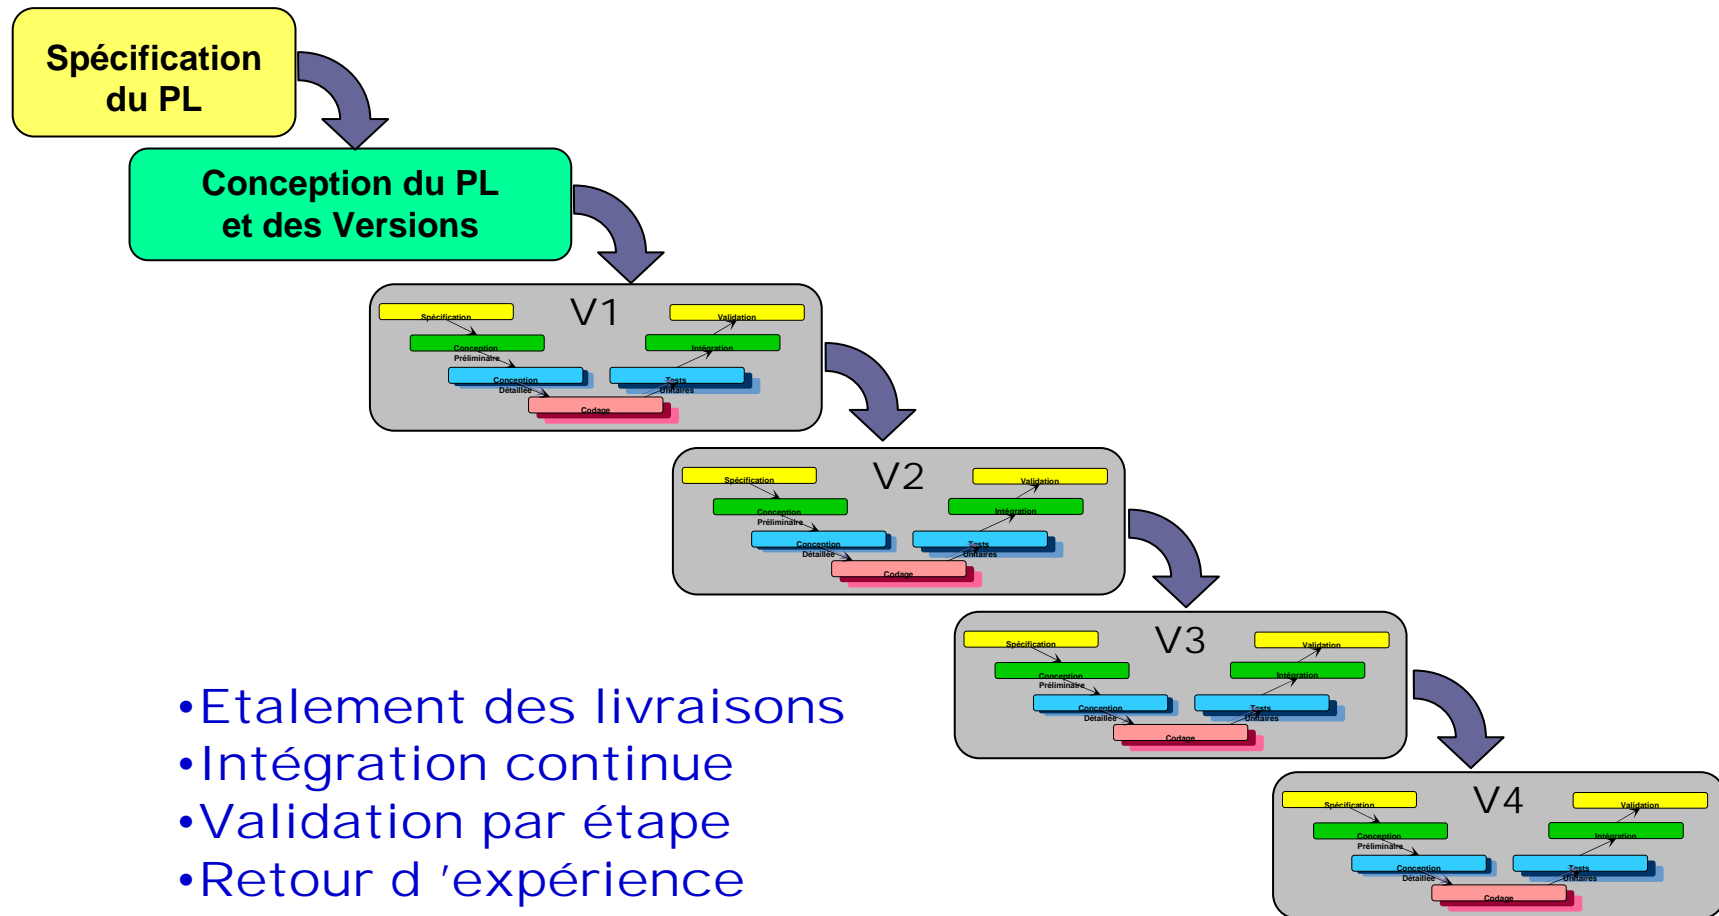 Spécification
du PL
Conception du PL
et des Versions
V1
Spécification
Validation
Conception
Préliminaire
Intégration
Conception
Détaillée
Tests
Unitaires
Codage
V2
Spécification
Validation
Conception
Préliminaire
Intégration
Conception
Détaillée
Tests
Unitaires
Codage
V3
Spécification
Validation
Conception
Préliminaire
Intégration
Conception
Détaillée
Tests
Unitaires
Codage
V4
Spécification
Validation
Conception
Préliminaire
Intégration
Conception
Détaillée
Tests
Unitaires
Codage
•Etalement des livraisons
•Intégration continue
•Validation par étape
•Retour d ’expérience